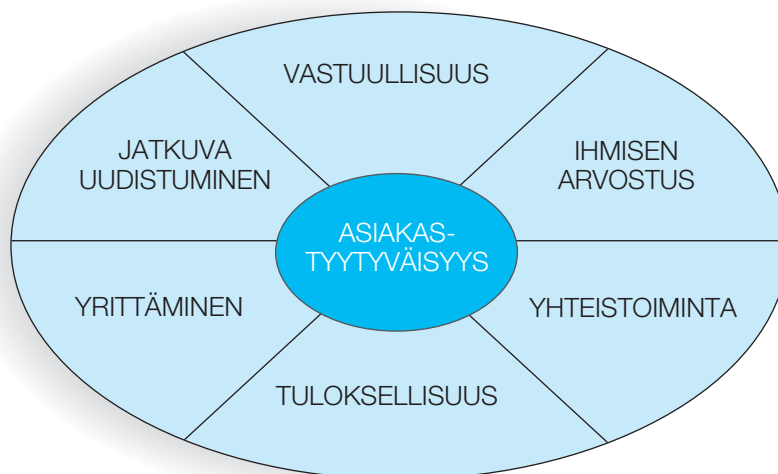 VASTUULLISUUS
JATKUVA
UUDISTUMINEN
IHMISEN
ARVOSTUS
ASIAKAS-
TYYTYVÄISYYS
YRITTÄMINEN
YHTEISTOIMINTA
TULOKSELLISUUS